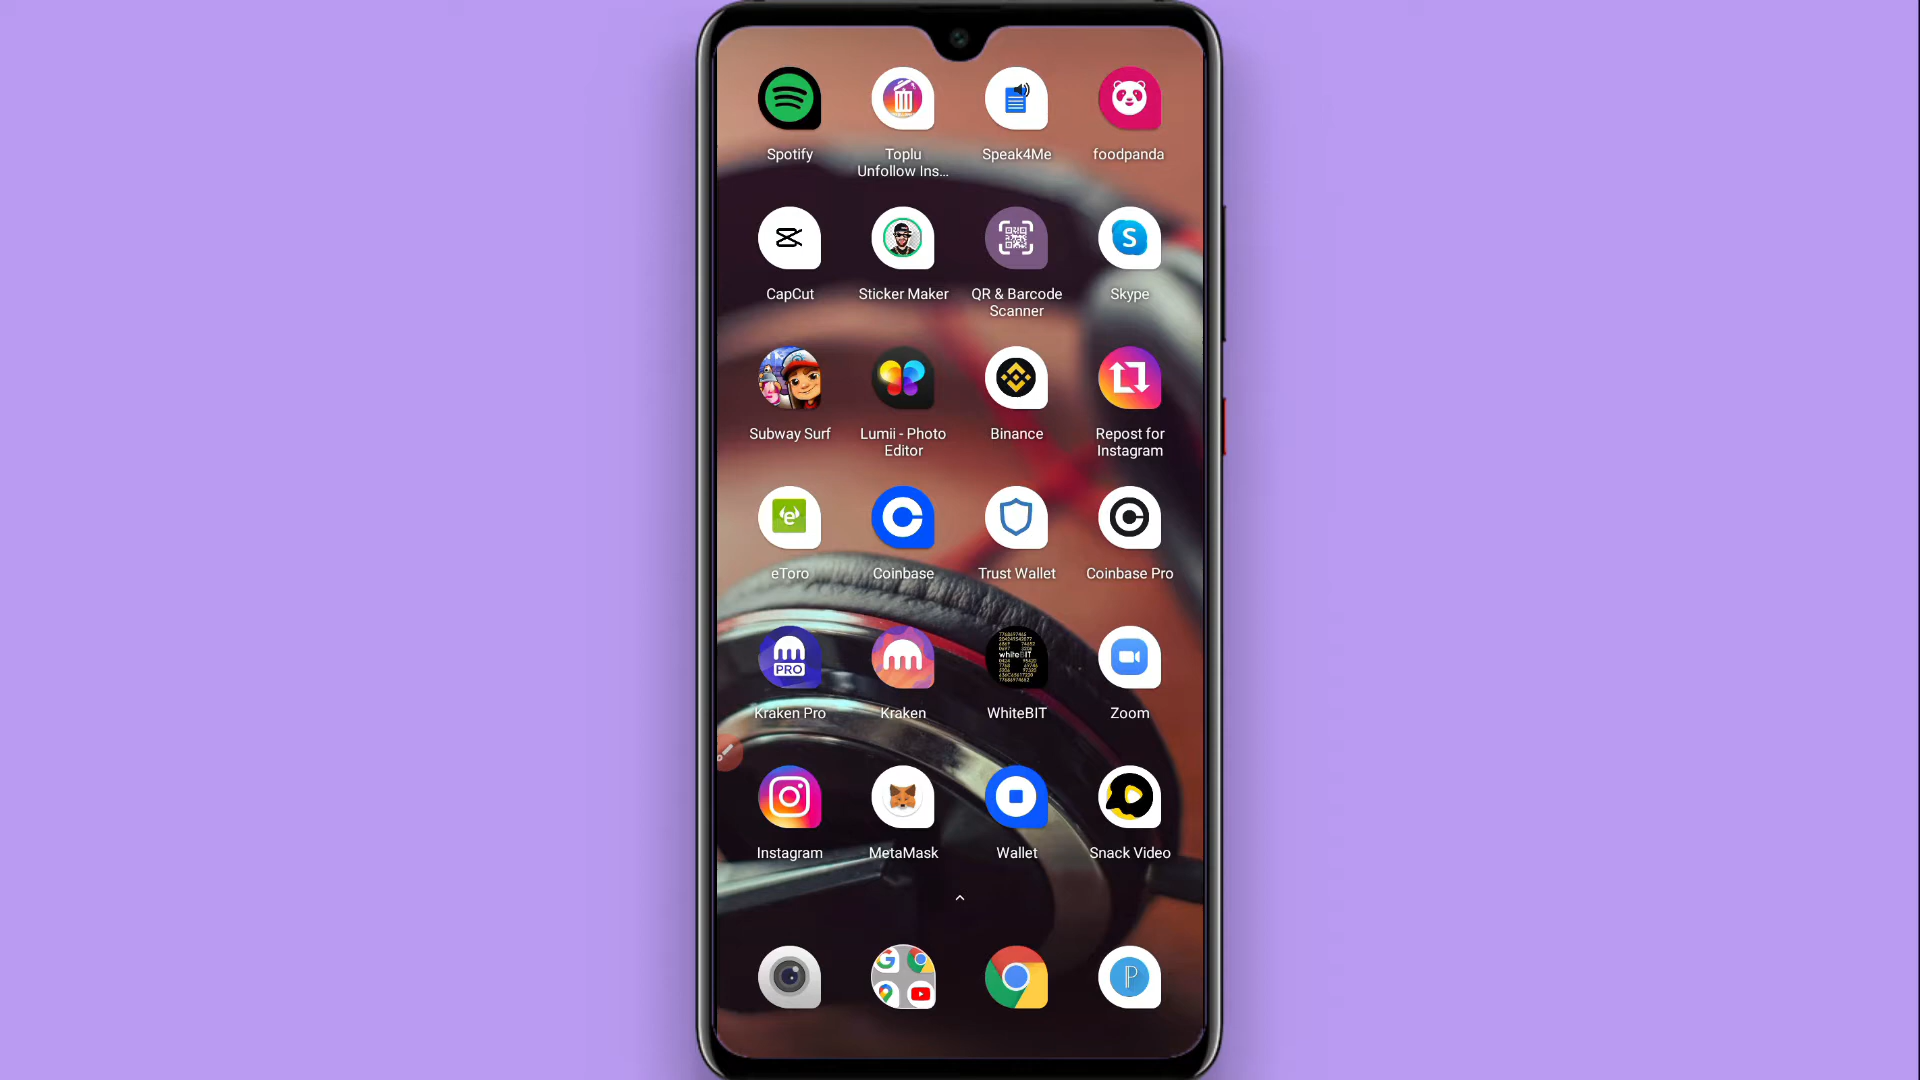 Spotify
Toplu
Unfollow Ins...
Speak4Me
foodpanda
CapCut
Sticker Maker
QR & Barcode
Scanner
S
Skype
Subway Surf
Lumii - Photo
Editor
Binance
Repost for
Instagram
e
eToro
Coinbase
Trust Wallet
Coinbase Pro
PRO
Kraken Pro
Kraken
whiteBIT
WhiteBIT
Zoom
Instagram
MetaMask
Wallet
Snack Video
G
P